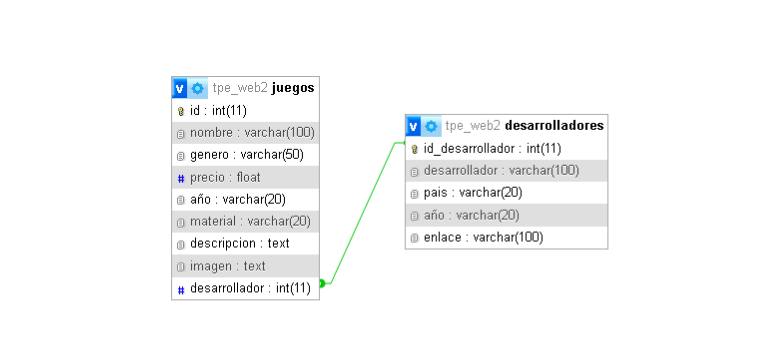 v tpe_web2 juegos
id : int(11)
nombre : varchar(100)
genero : varchar(50)
# precio : float
año : varchar(20)
material : varchar(20)
descripcion : text
imagen : text
# desarrollador : int(11)
v tpe_web2 desarrolladores
id_desarrollador : int(11)
desarrollador : varchar(100)
pais : varchar(20)
año : varchar(20)
enlace : varchar(100)